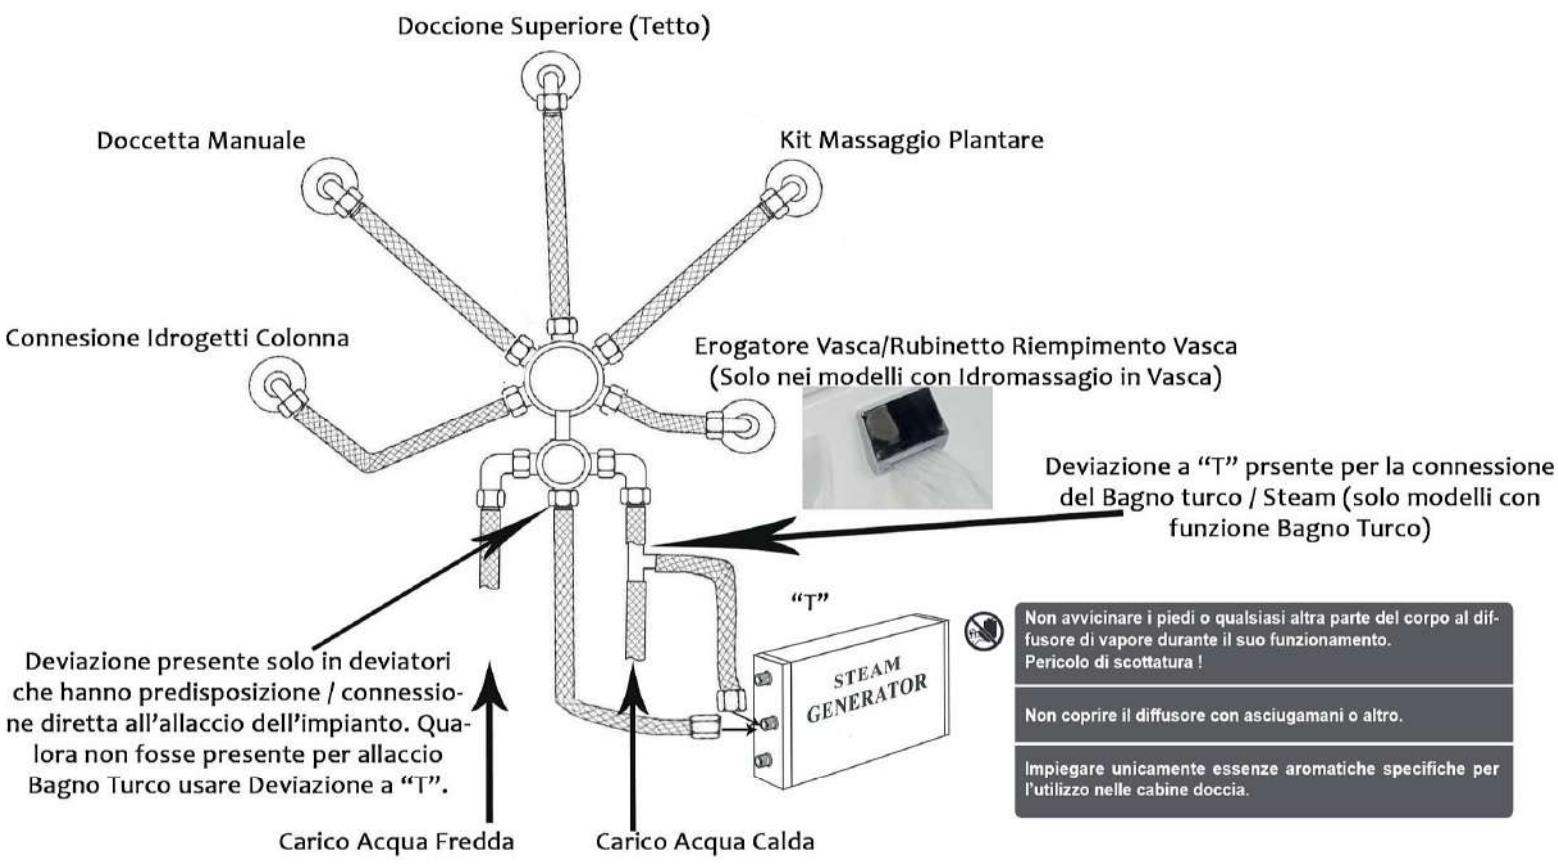 Doccione Superiore (Tetto)
Doccetta Manuale
Kit Massaggio Plantare
Connesione Idrogetti Colonna
Erogatore Vasca/Rubinetto Riempimento Vasca
(Solo nei modelli con Idromassagio in Vasca)
Deviazione a “T” prsente per la connessione
del Bagno turco / Steam (solo modelli con
funzione Bagno Turco)
“T”
STEAM
GENERATOR
Non avvicinare i piedi o qualsiasi altra parte del corpo al dif-
fusore di vapore durante il suo funzionamento.
Pericolo di scottatura !
Non coprire il diffusore con asciugamani o altro.
Impiegare unicamente essenze aromatiche specifiche per
l’utilizzo nelle cabine doccia.
Deviazione presente solo in deviatori
che hanno predisposizione / connessio-
ne diretta all’allaccio dell’impianto. Qua-
lora non fosse presente per allaccio
Bagno Turco usare Deviazione a “T”.
Carico Acqua Fredda
Carico Acqua Calda